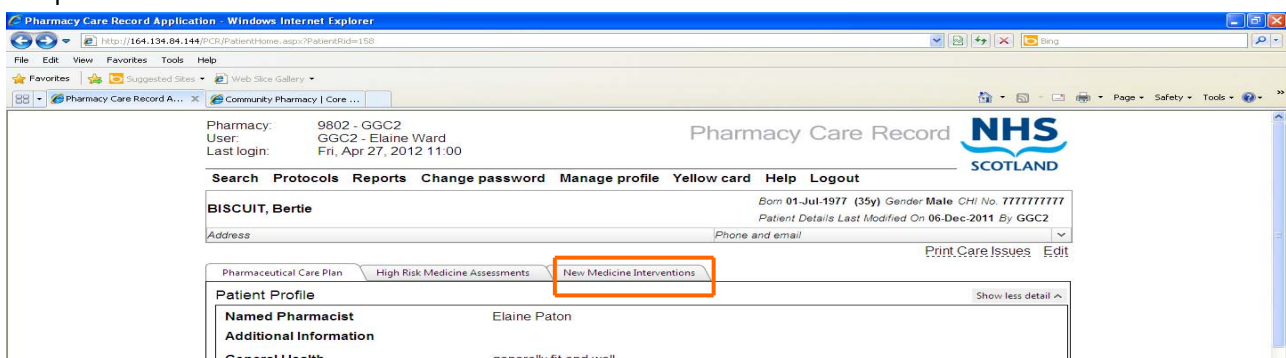 Pharmacy Care Record Application - Windows Internet Explorer
http://164.134.84.144/PCR/PatientHome.aspx?PatientRid=158
Bing
File Edit View Favorites Tools Help
Favorites Suggested Sites Web Slice Gallery
Pharmacy Care Record A... Community Pharmacy | Core ... Page Safety Tools
Pharmacy: 9802 - GGC2
User: GGC2 - Elaine Ward
Last login: Fri, Apr 27, 2012 11:00
Pharmacy Care Record
NHS
SCOTLAND
Search Protocols Reports Change password Manage profile Yellow card Help Logout
BISCUIT, Bertie
Born 01-Jul-1977 (35y) Gender Male CHI No. 7777777777
Patient Details Last Modified On 06-Dec-2011 By GGC2
Address Phone and email
Print Care Issues Edit
Pharmaceutical Care Plan High Risk Medicine Assessments New Medicine Interventions
Patient Profile Show less detail
Named Pharmacist Elaine Paton
Additional Information
General Health generally fit and well